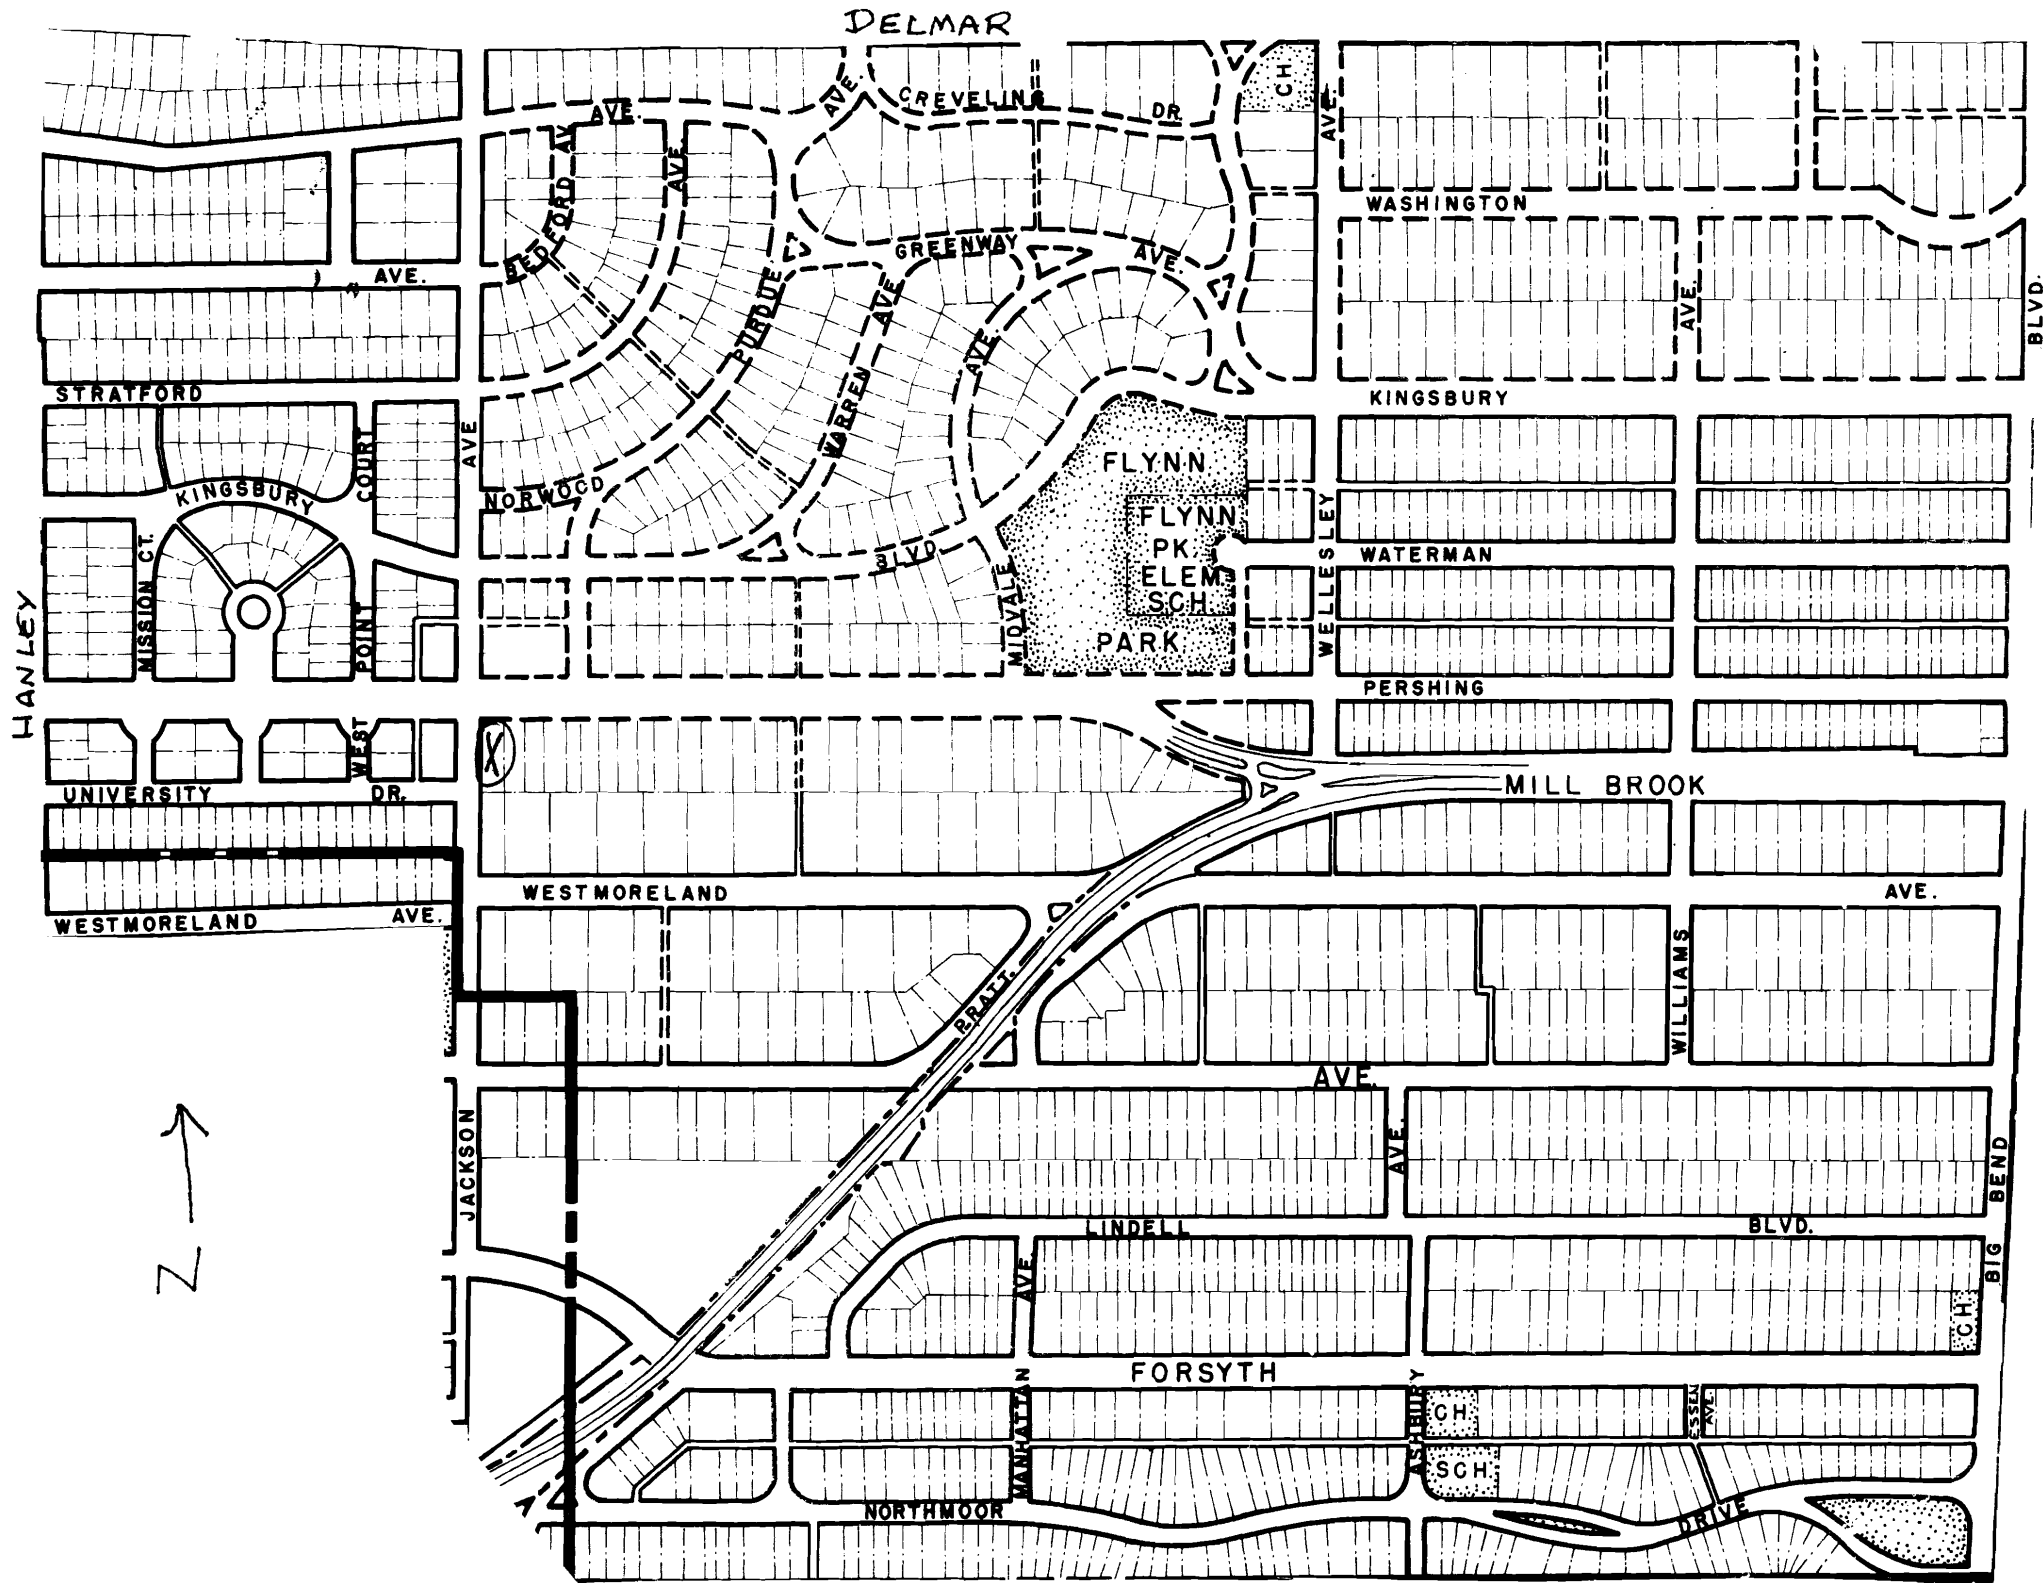 DELMAR
CREVELING
DR.
AVE.
AVE.
CH
AVE.
BEDFORD AV.
AVE.
WASHINGTON
GREENWAY
AVE.
AVE.
PURDUE
AVE.
WARREN
AVE.
AVE.
BLVD.
STRATFORD
KINGSBURY
COURT
AVE
FLYNN
KINGSBURY
NORWOOD
FLYNN
PK.
ELEM.
SCH.
PARK
WELLESLEY
WATERMAN
BLVD.
MIDVALE
MISSION CT.
POINT
WEST
HANLEY
PERSHING
X
UNIVERSITY
DR.
MILL BROOK
WESTMORELAND
AVE.
WESTMORELAND
AVE.
WILLIAMS
PRATT.
AVE.
N
JACKSON
AVE.
BIG BEND
LINDELL
BLVD.
AVE.
CH
FORSYTH
MANHATTAN
ASHBURY
CH.
ESSEN
AVE.
SCH.
NORTHMOOR
DRIVE